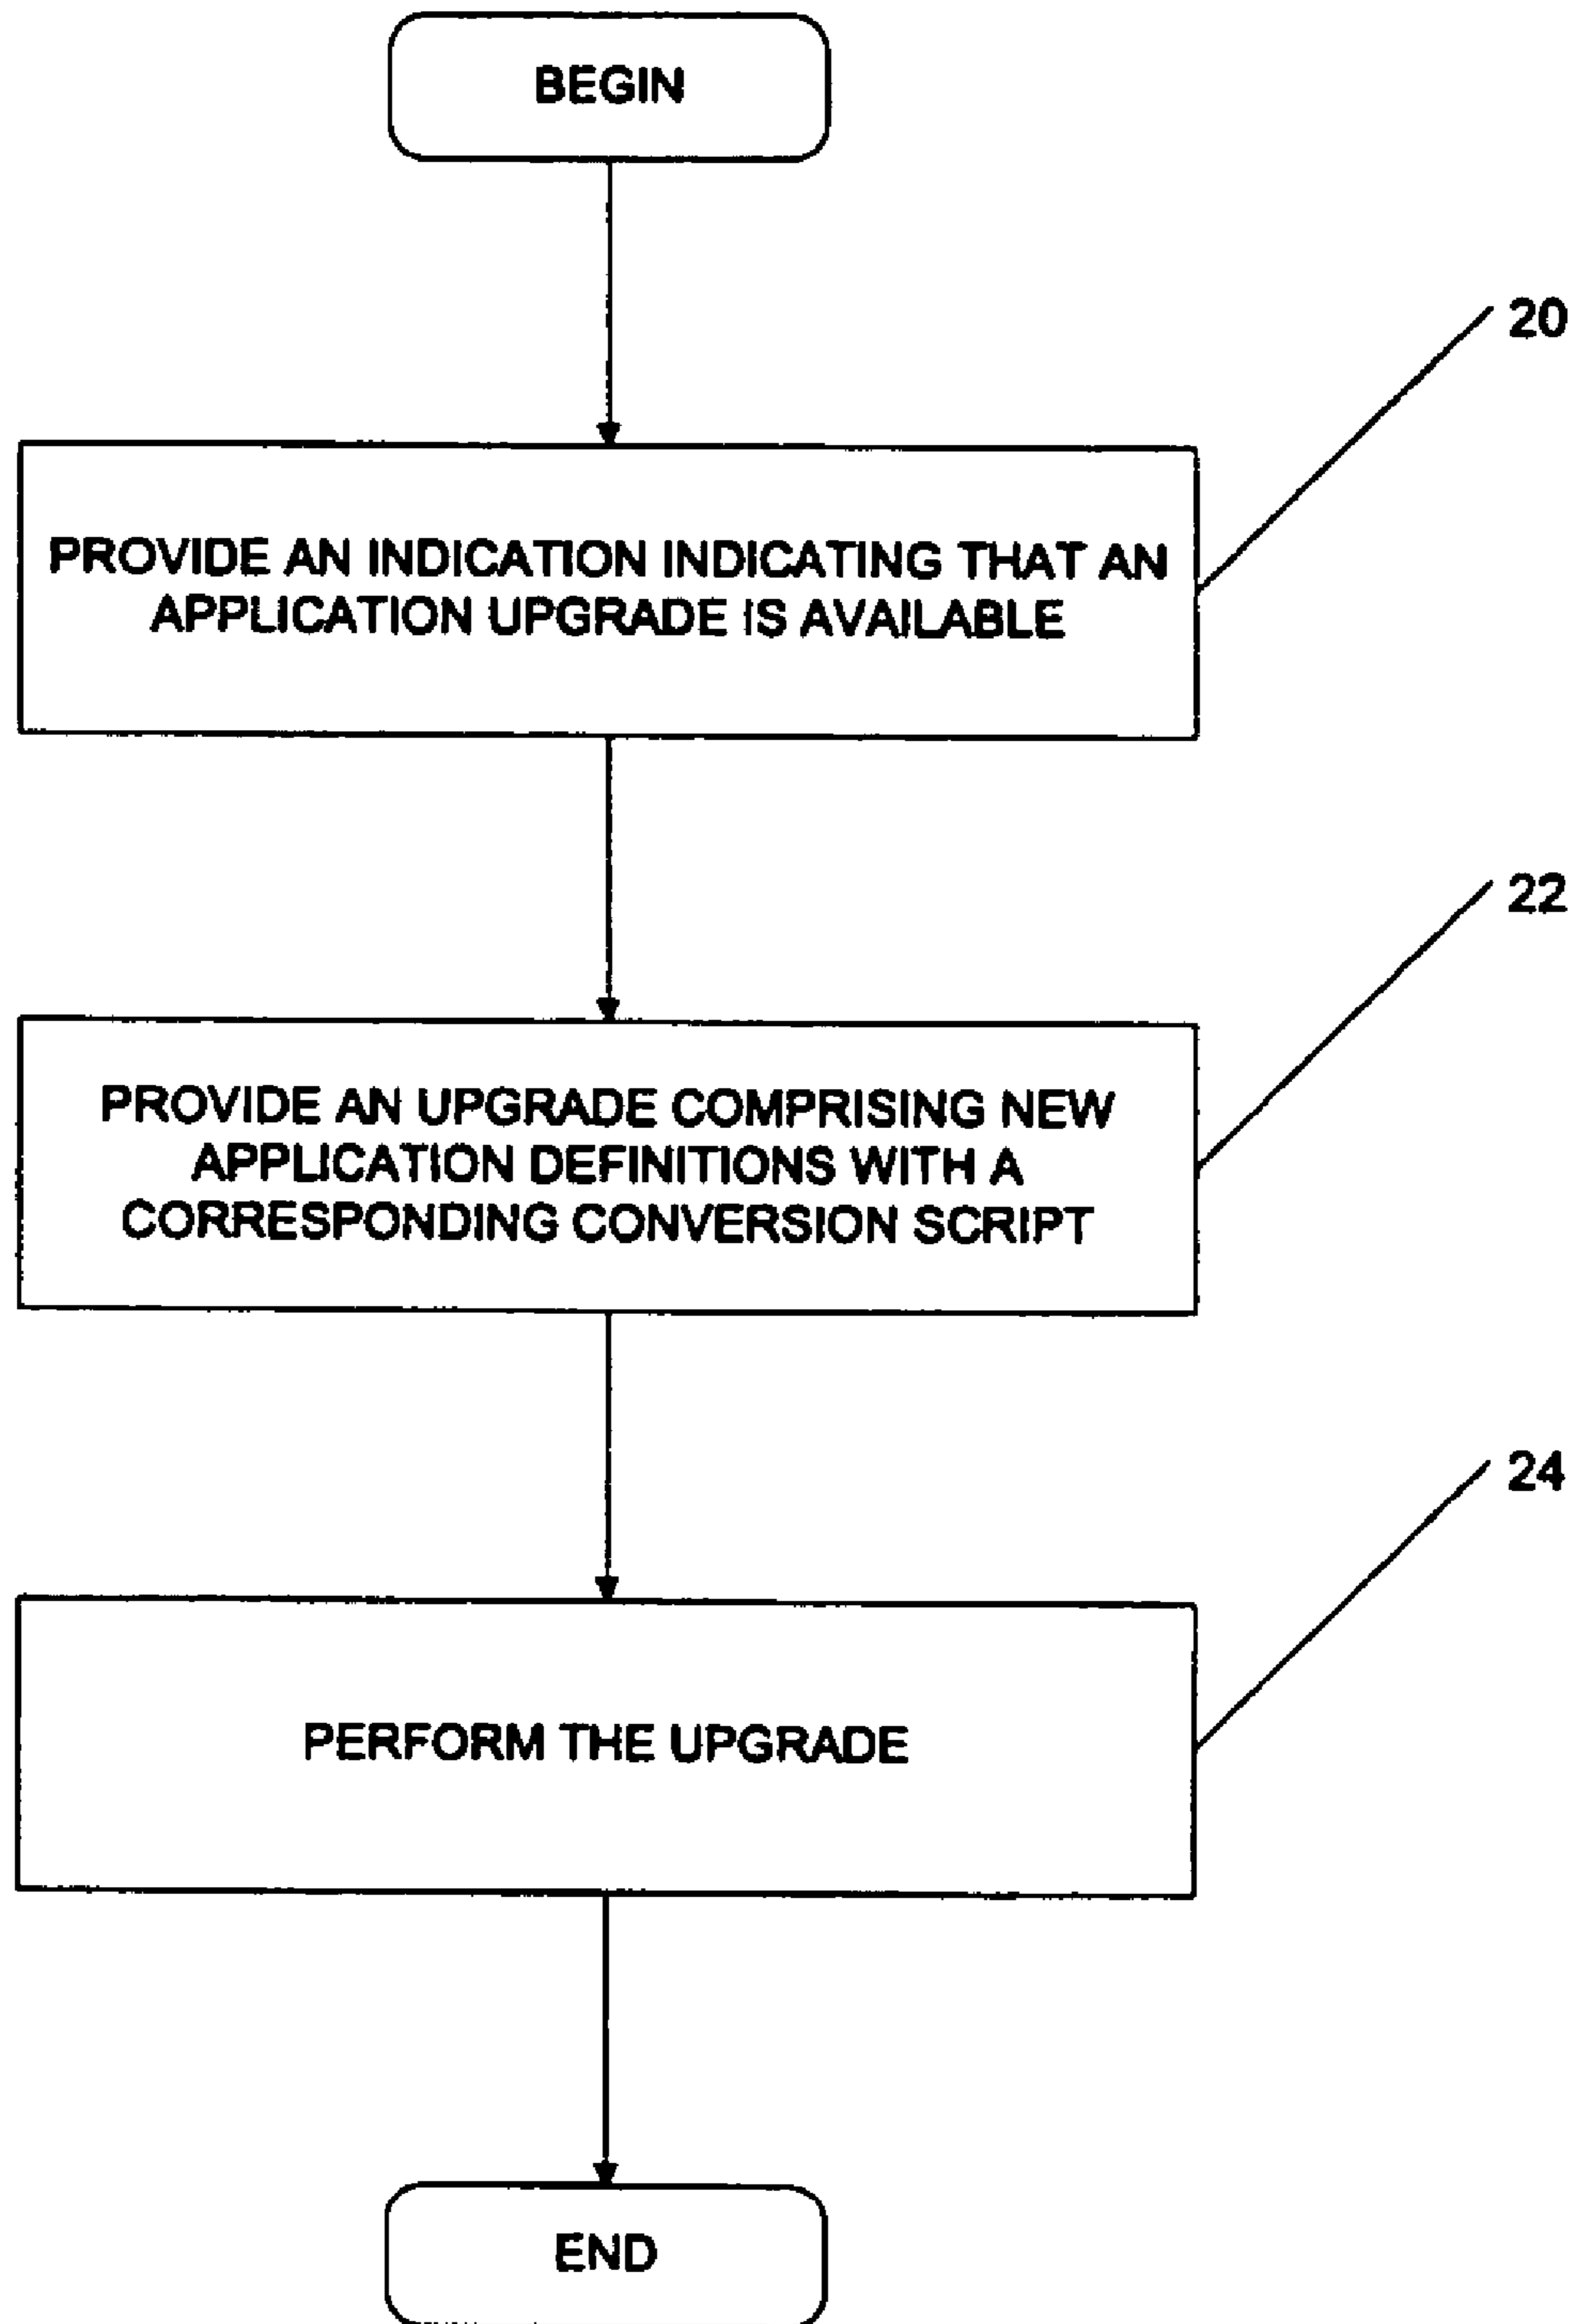 BEGIN
20
PROVIDE AN INDICATION INDICATING THAT AN
APPLICATION UPGRADE IS AVAILABLE
22
PROVIDE AN UPGRADE COMPRISING NEW
APPLICATION DEFINITIONS WITH A
CORRESPONDING CONVERSION SCRIPT
24
PERFORM THE UPGRADE
END